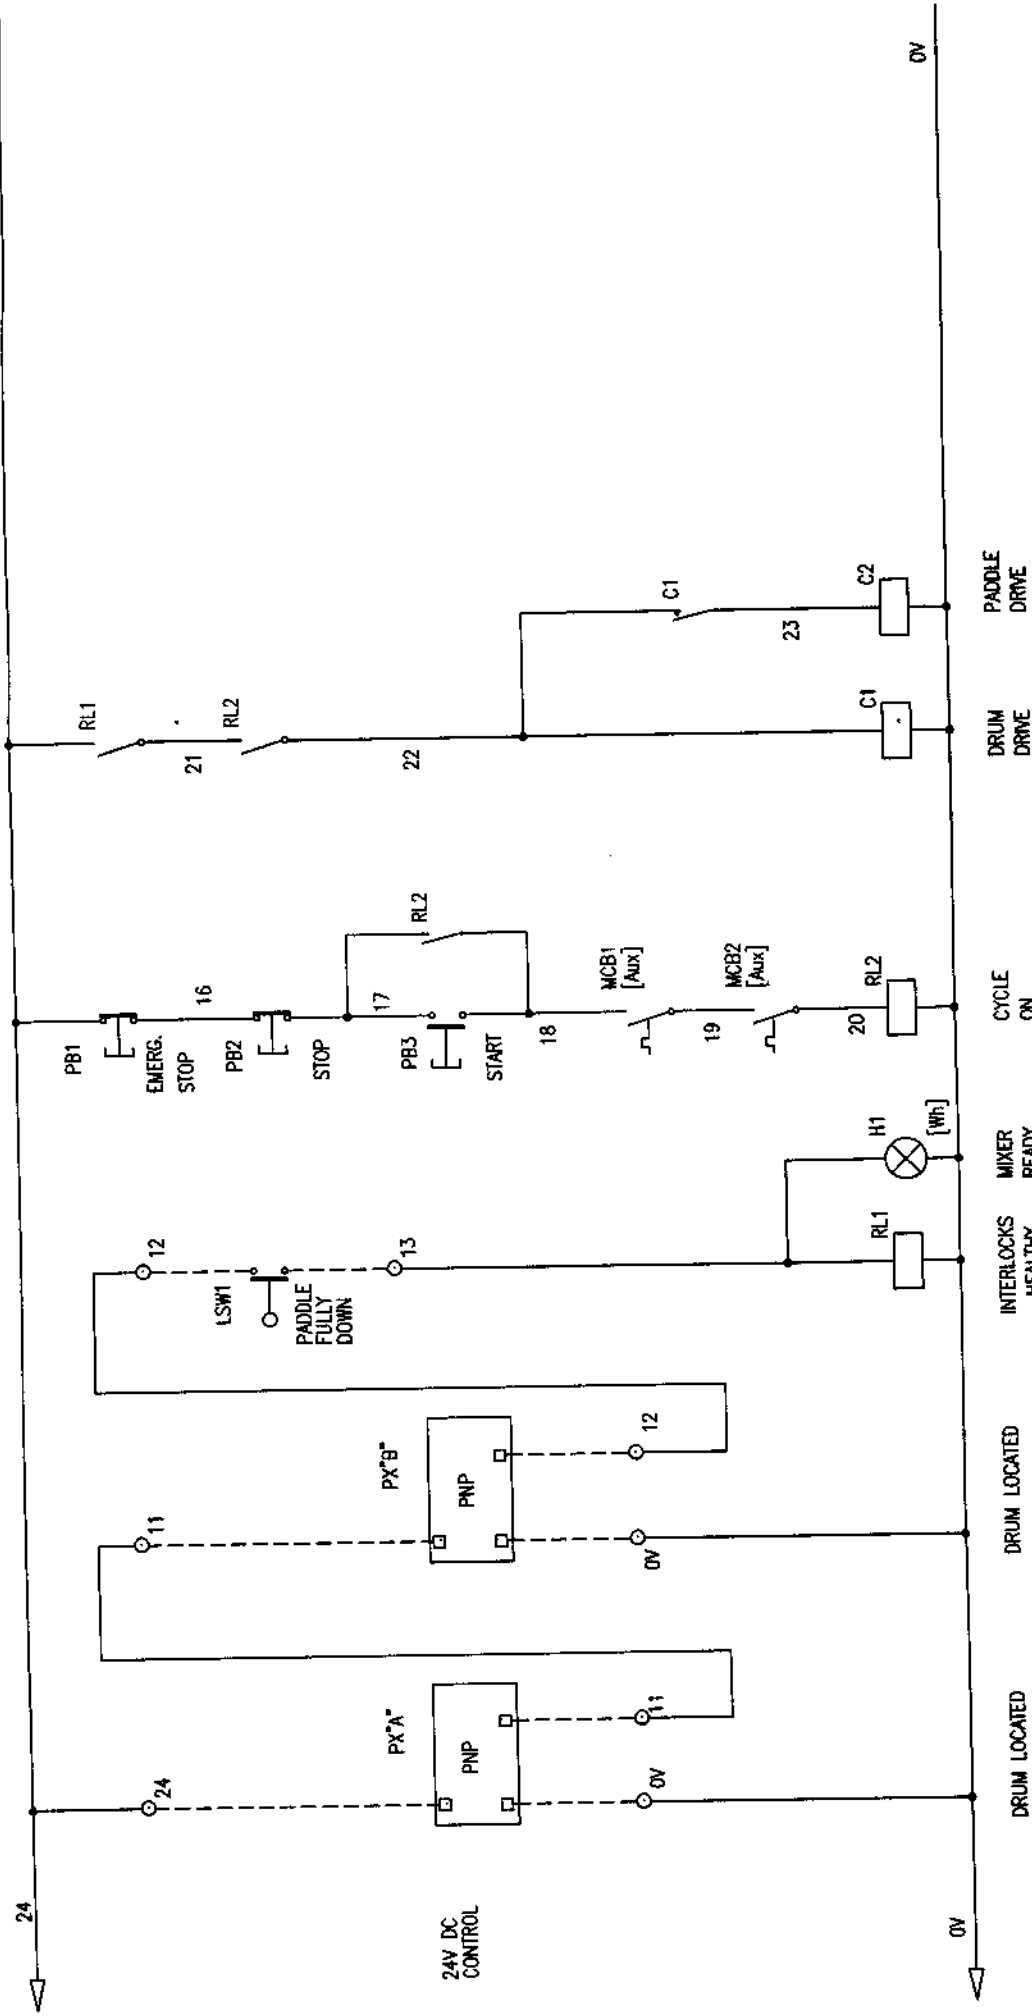 24
24V DC
CONTROL
0V
24
PX"A"
PNP
0V
11
DRUM LOCATED
11
PX"B"
PNP
0V
12
DRUM LOCATED
12
LSW1
PADDLE
FULLY
DOWN
13
RL1
INTERLOCKS
HEALTHY
H1
[Wh]
MIXER
READY
PB1
EMERG.
STOP
16
PB2
STOP
17
RL2
PB3
START
18
MCB1
[Aux]
19
MCB2
[Aux]
20
RL2
CYCLE
ON
RL1
21
RL2
22
C1
DRUM
DRIVE
C1
23
C2
PADDLE
DRIVE
0V